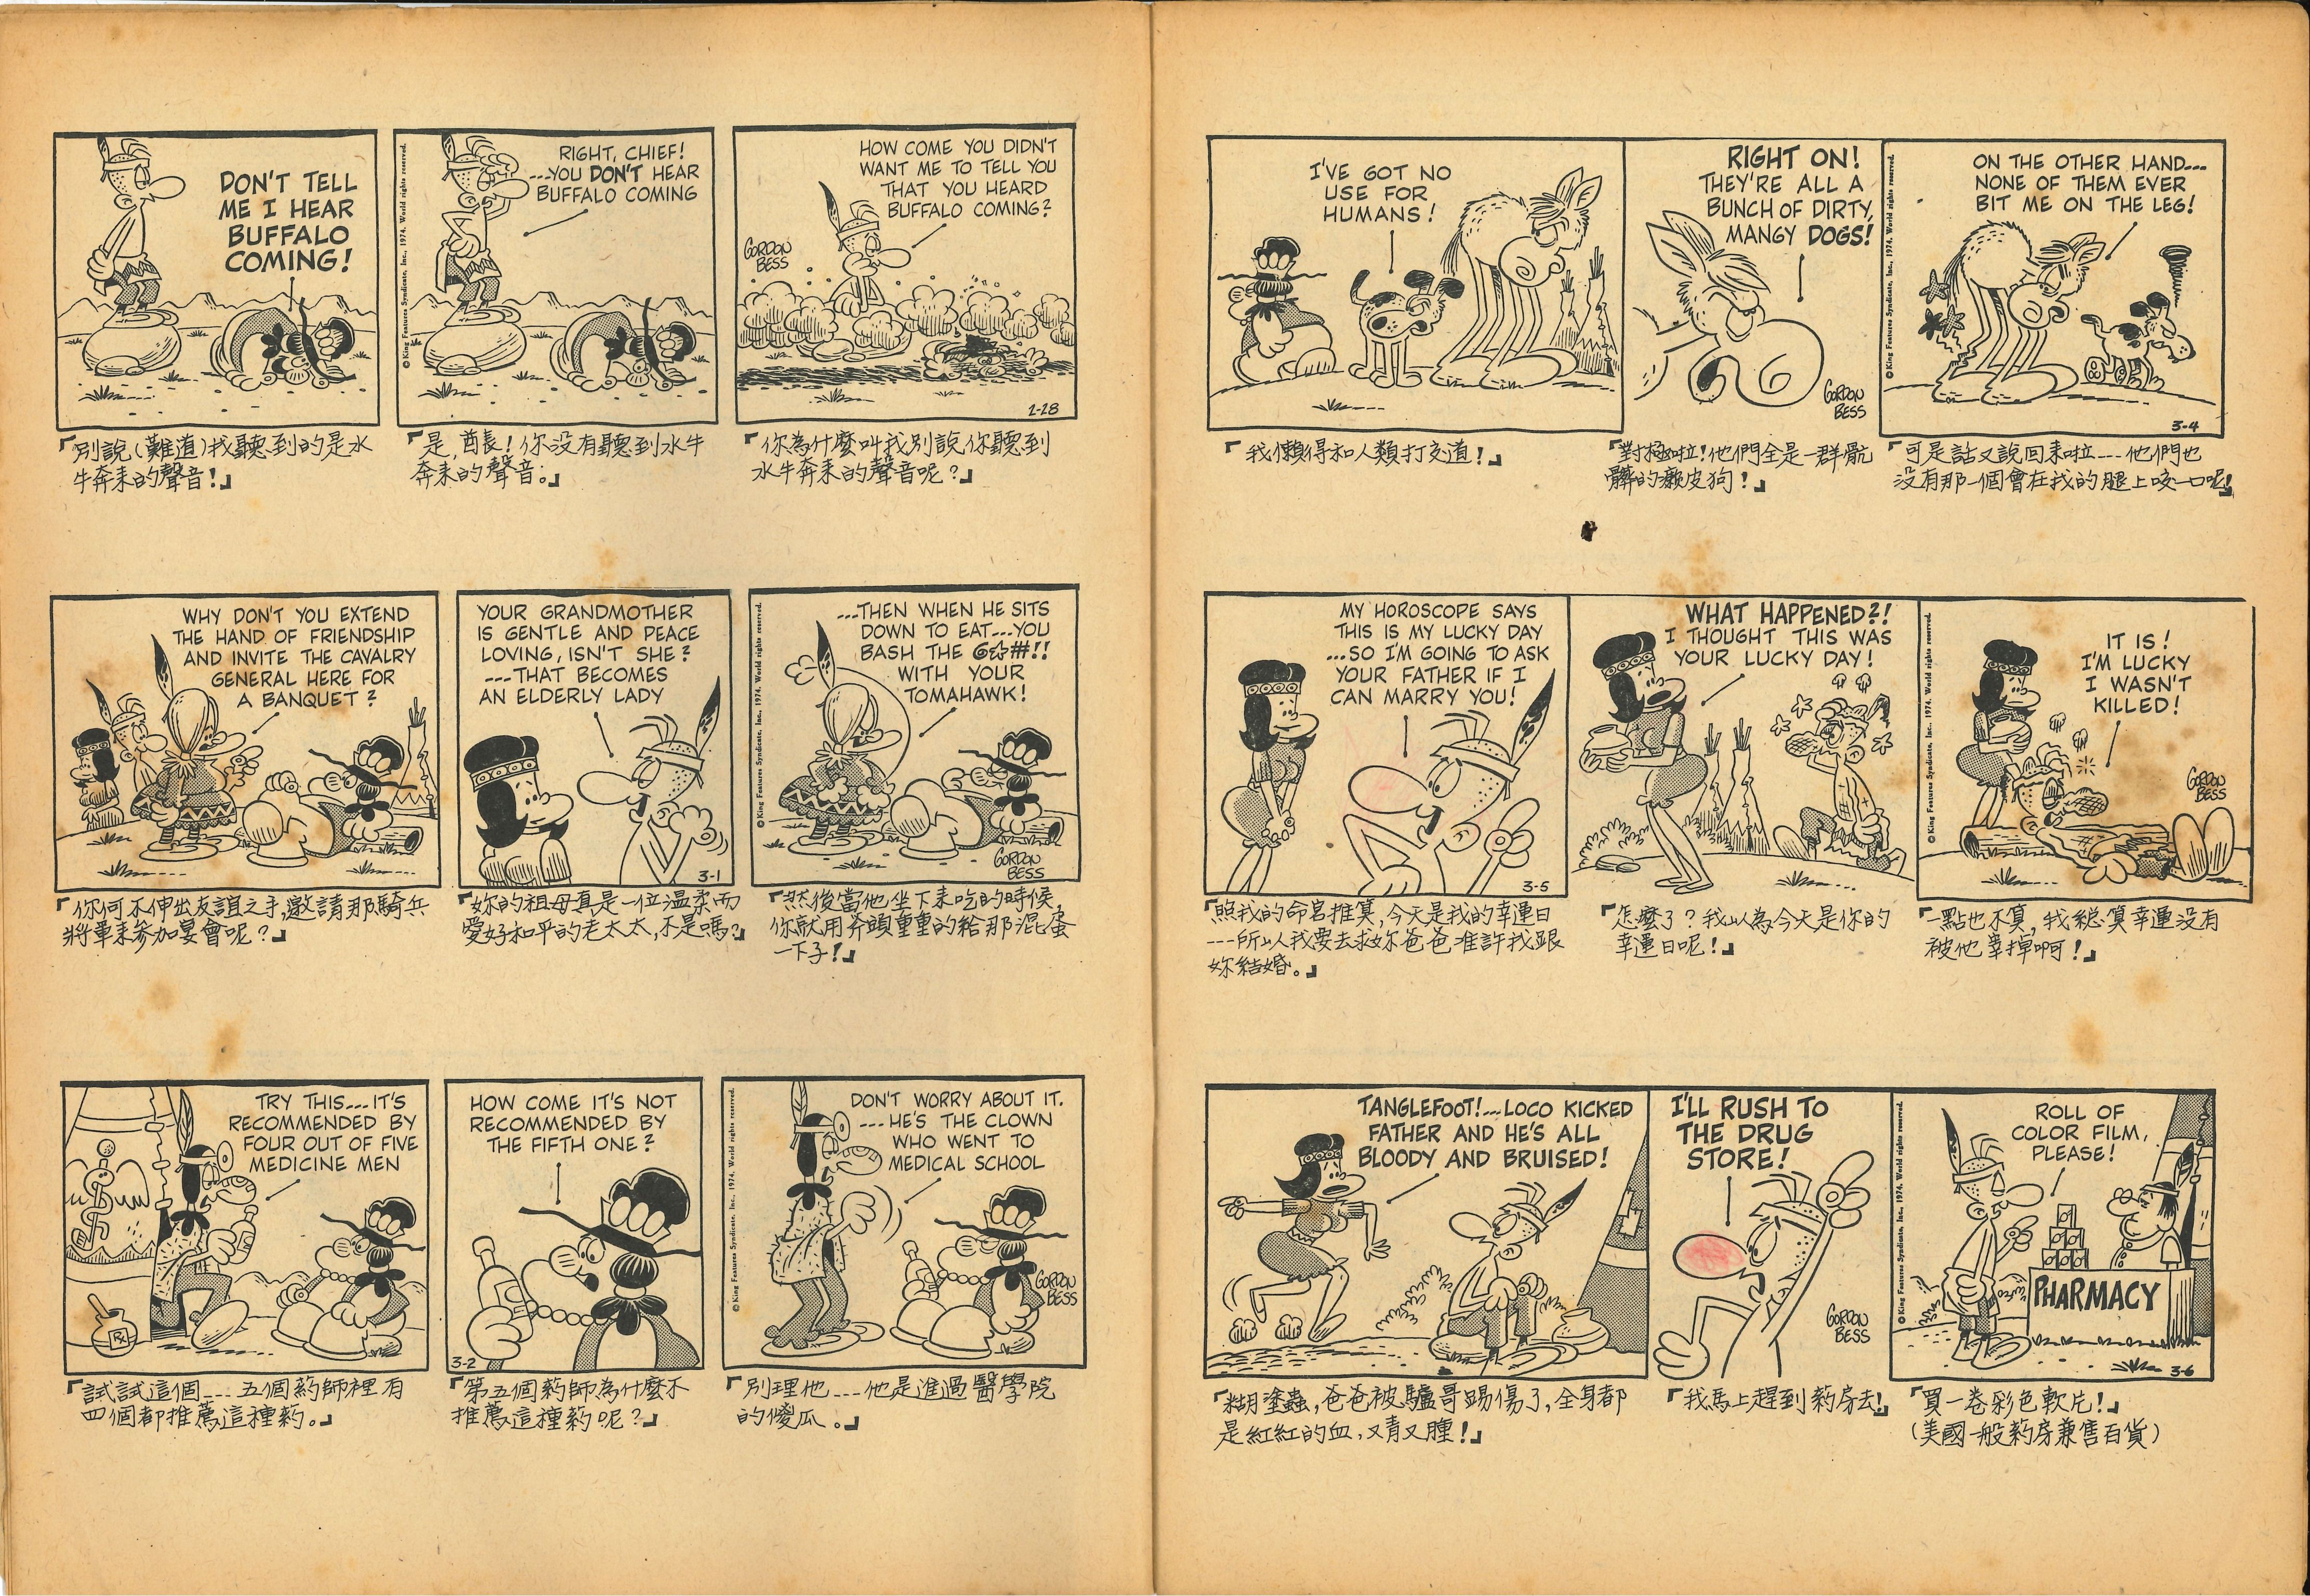 DON'T TELL
ME I HEAR
BUFFALO
COMING!
© King Features Syndicate, Inc., 1974. World rights reserved.
RIGHT, CHIEF!
...YOU DON'T HEAR
BUFFALO COMING
HOW COME YOU DIDN'T
WANT ME TO TELL YOU
THAT YOU HEARD
BUFFALO COMING?
GORDON
BESS
2-28
「別說(難道)我聽到的是水
牛奔來的聲音!」
「是,酋長!你没有聽到水牛
奔来的聲音。」
「你為什麼叫我別說你聽到
水牛奔来的聲音呢?」
WHY DON'T YOU EXTEND
THE HAND OF FRIENDSHIP
AND INVITE THE CAVALRY
GENERAL HERE FOR
A BANQUET?
YOUR GRANDMOTHER
IS GENTLE AND PEACE
LOVING, ISN'T SHE?
---THAT BECOMES
AN ELDERLY LADY
3-1
© King Features Syndicate, Inc., 1974. World rights reserved.
...THEN WHEN HE SITS
DOWN TO EAT...YOU
BASH THE @☆#!!
WITH YOUR
TOMAHAWK!
GORDON
BESS
「你何不伸出友誼之手,邀請那騎兵
將軍来参加宴會呢?」
「妳的祖母真是一位温柔而
愛好和平的老太太,不是嗎?」
「然後當他坐下来吃的時候,
你就用斧頭重重的給那混蛋
一下子!」
TRY THIS---IT'S
RECOMMENDED BY
FOUR OUT OF FIVE
MEDICINE MEN
℞
HOW COME IT'S NOT
RECOMMENDED BY
THE FIFTH ONE?
3-2
© King Features Syndicate, Inc., 1974. World rights reserved.
DON'T WORRY ABOUT IT.
---HE'S THE CLOWN
WHO WENT TO
MEDICAL SCHOOL
GORDON
BESS
「試試這個---五個葯師裡有
四個都推薦這種葯。」
「第五個葯師為什麼不
推薦這種葯呢?」
「別理他---他是進過醫學院
的傻瓜。」
I'VE GOT NO
USE FOR
HUMANS!
RIGHT ON!
THEY'RE ALL A
BUNCH OF DIRTY,
MANGY DOGS!
GORDON
BESS
© King Features Syndicate, Inc., 1974. World rights reserved.
ON THE OTHER HAND---
NONE OF THEM EVER
BIT ME ON THE LEG!
3-4
「我懶得和人類打交道!」
「對極啦!他們全是一群骯
髒的癩皮狗!」
「可是話又說回来啦---他們也
没有那一個會在我的腿上咬一口呢!」
MY HOROSCOPE SAYS
THIS IS MY LUCKY DAY
...SO I'M GOING TO ASK
YOUR FATHER IF I
CAN MARRY YOU!
3-5
WHAT HAPPENED?!
I THOUGHT THIS WAS
YOUR LUCKY DAY!
© King Features Syndicate, Inc., 1974. World rights reserved.
IT IS!
I'M LUCKY
I WASN'T
KILLED!
GORDON
BESS
「照我的命宮推算,今天是我的幸運日
---所以我要去求妳爸爸准許我跟
妳結婚。」
「怎麼了?我以為今天是你的
幸運日呢!」
「一點也不算,我總算幸運没有
被他宰掉啊!」
TANGLEFOOT!...LOCO KICKED
FATHER AND HE'S ALL
BLOODY AND BRUISED!
I'LL RUSH TO
THE DRUG
STORE!
GORDON
BESS
© King Features Syndicate, Inc., 1974. World rights reserved.
ROLL OF
COLOR FILM,
PLEASE!
PHARMACY
3-6
「糊塗蟲,爸爸被驢哥踢傷了,全身都
是紅紅的血,又青又腫!」
「我馬上趕到葯房去!」
「買一卷彩色軟片!」
(美國一般葯房兼售百貨)